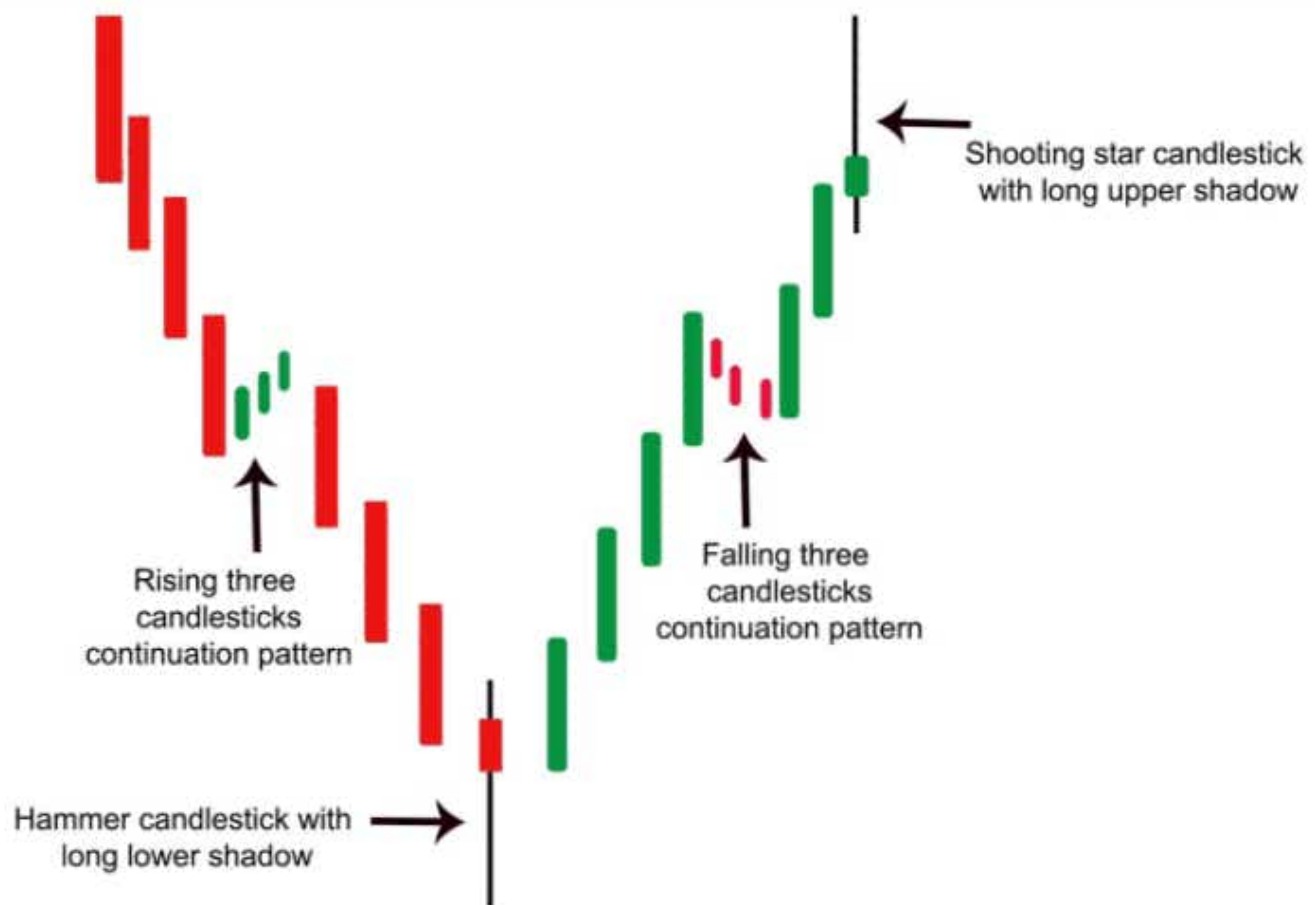 Shooting star candlestick
with long upper shadow
Rising three
candlesticks
continuation pattern
Falling three
candlesticks
continuation pattern
Hammer candlestick with
long lower shadow